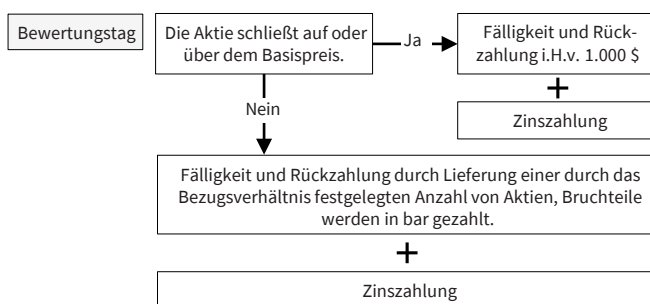 Bewertungstag
Die Aktie schließt auf oder
über dem Basispreis.
Ja
Fälligkeit und Rück-
zahlung i.H.v. 1.000 $
+
Zinszahlung
Nein
Fälligkeit und Rückzahlung durch Lieferung einer durch das
Bezugsverhältnis festgelegten Anzahl von Aktien, Bruchteile
werden in bar gezahlt.
+
Zinszahlung